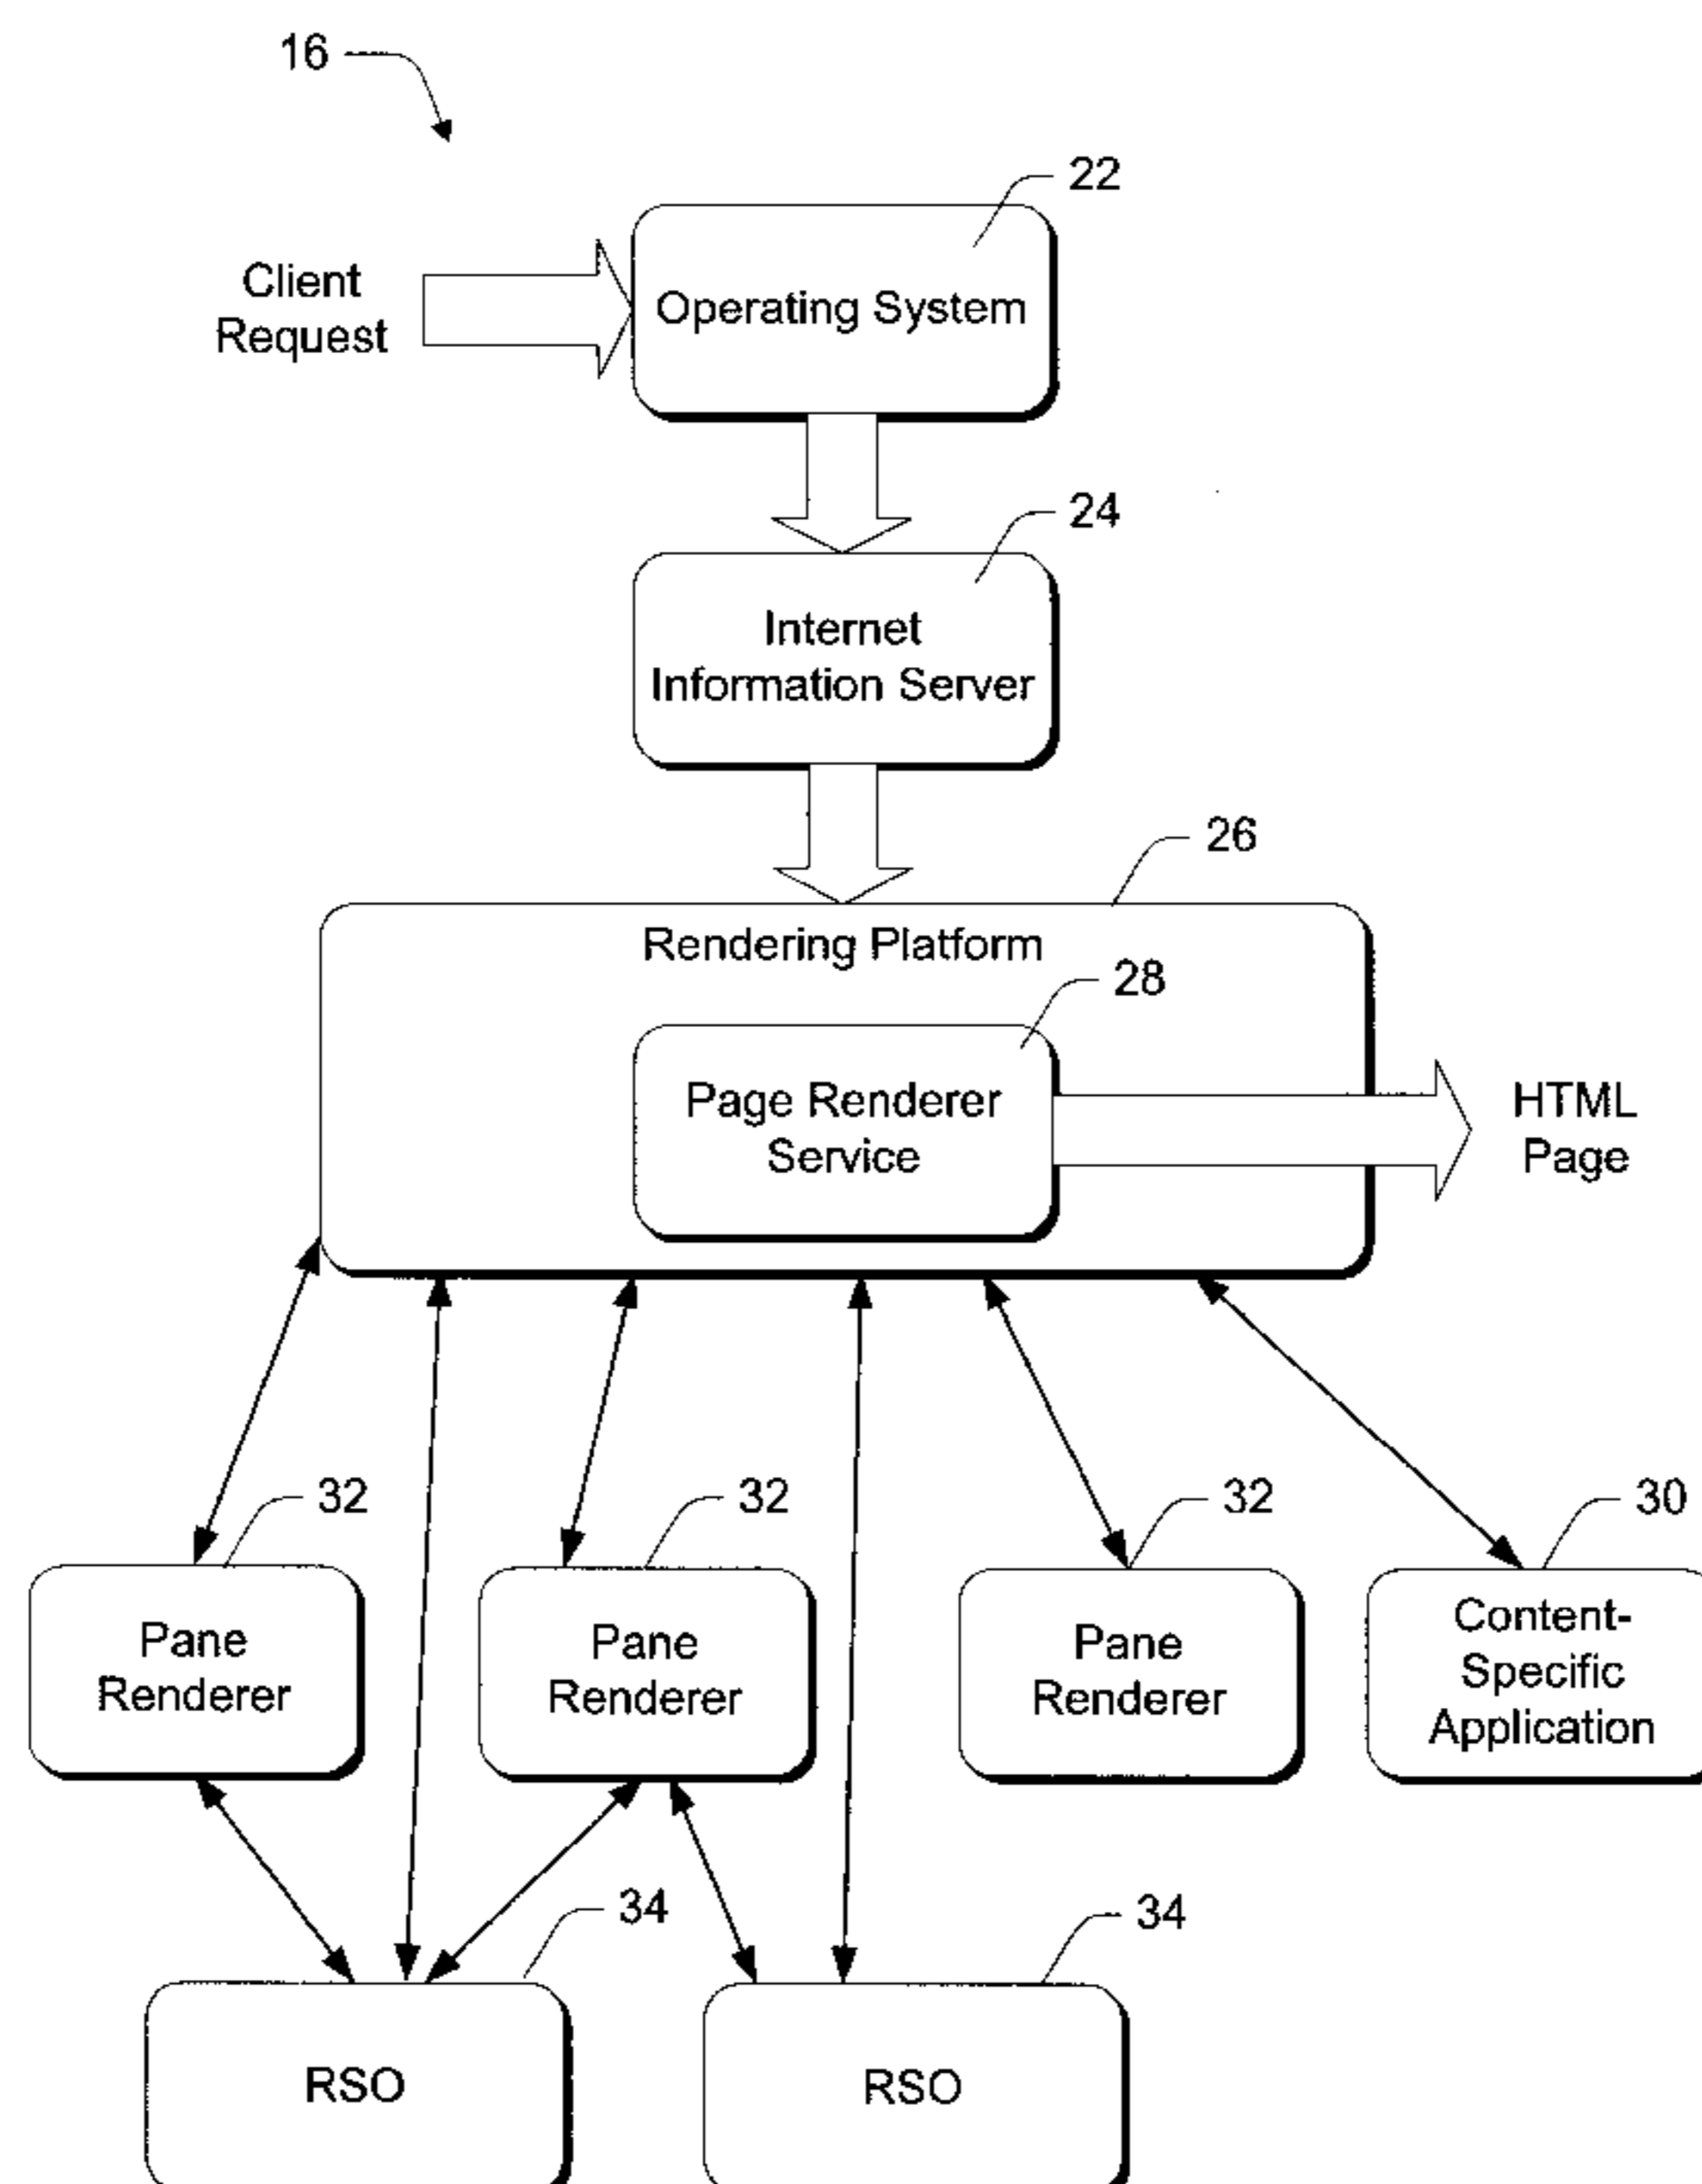 16
22
Client
Request
Operating System
24
Internet
Information Server
26
Rendering Platform
28
Page Renderer
Service
HTML
Page
32
32
32
30
Pane
Renderer
Pane
Renderer
Pane
Renderer
Content-
Specific
Application
34
34
RSO
RSO